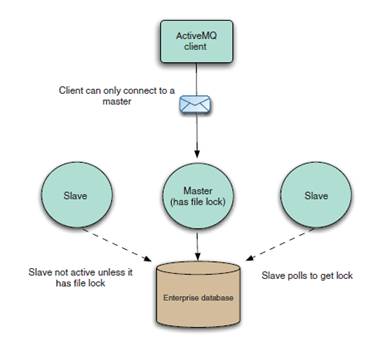 ActiveMQ
client
Client can only connect to a
master
Slave
Master
(has file lock)
Slave
Slave not active unless it
has file lock
Enterprise database
Slave polls to get lock